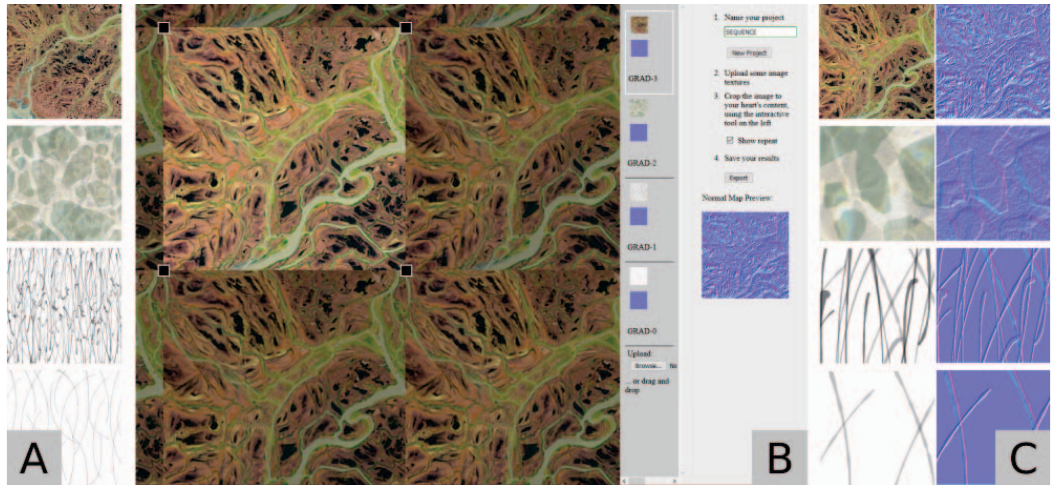 A
GRAD-3
GRAD-2
GRAD-1
GRAD-0
Upload:
Browse... No
... or drag and
drop
1. Name your project
SEQUENCE
New Project
2. Upload some image
textures
3. Crop the image to
your heart's content,
using the interactive
tool on the left
Show repeat
4. Save your results
Export
Normal Map Preview:
B
C